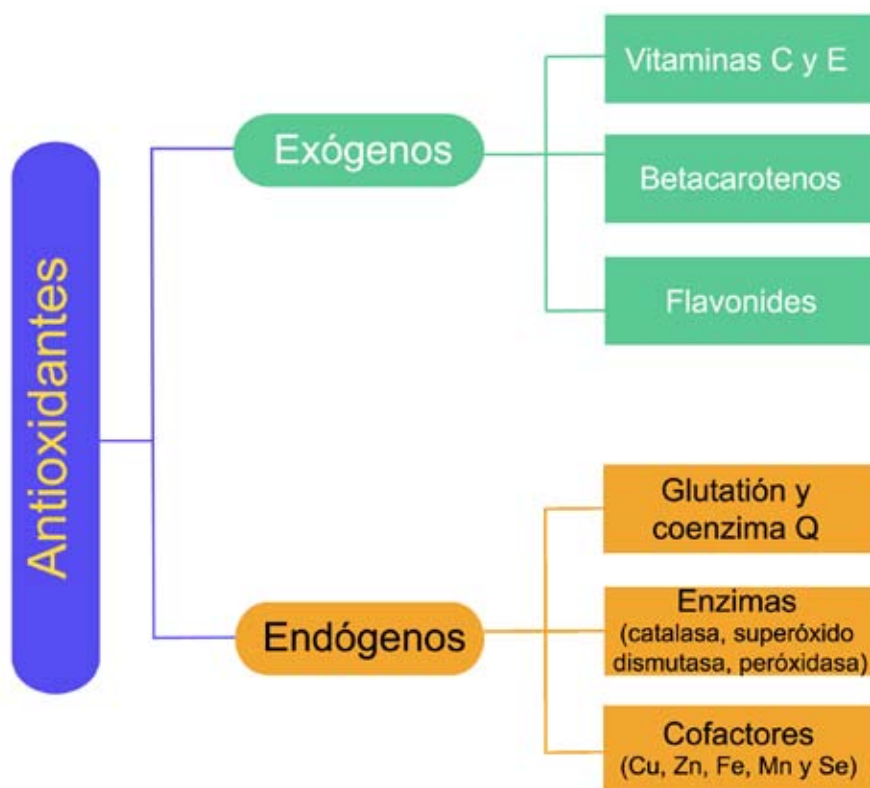 Antioxidantes
Exógenos
Vitaminas C y E
Betacarotenos
Flavonides
Endógenos
Glutatión y
coenzima Q
Enzimas
(catalasa, superóxido
dismutasa, peróxidasa)
Cofactores
(Cu, Zn, Fe, Mn y Se)